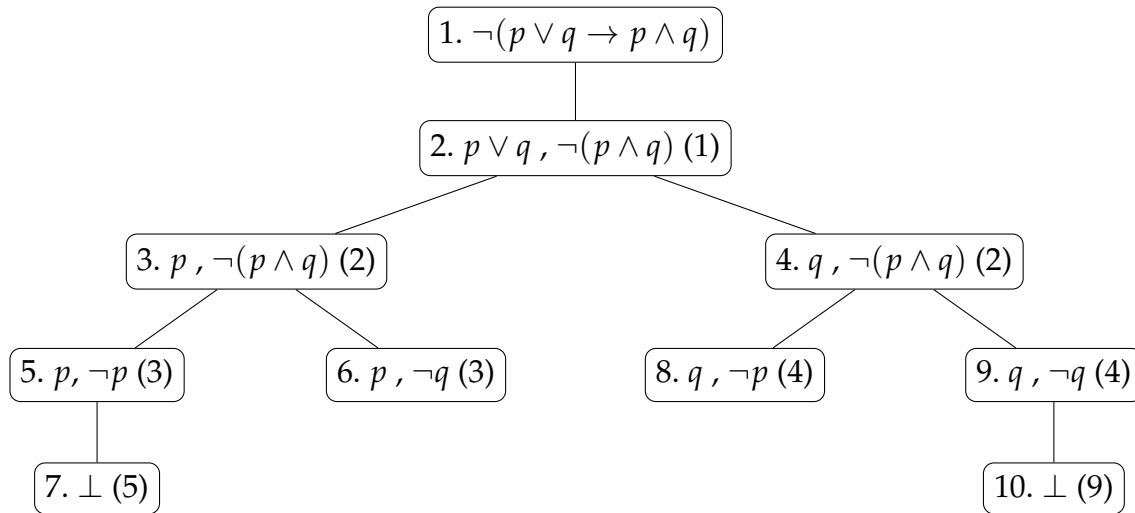 1. ¬(p ∨ q → p ∧ q)
2. p ∨ q , ¬(p ∧ q) (1)
3. p , ¬(p ∧ q) (2)
4. q , ¬(p ∧ q) (2)
5. p, ¬p (3)
6. p , ¬q (3)
8. q , ¬p (4)
9. q , ¬q (4)
7. ⊥ (5)
10. ⊥ (9)